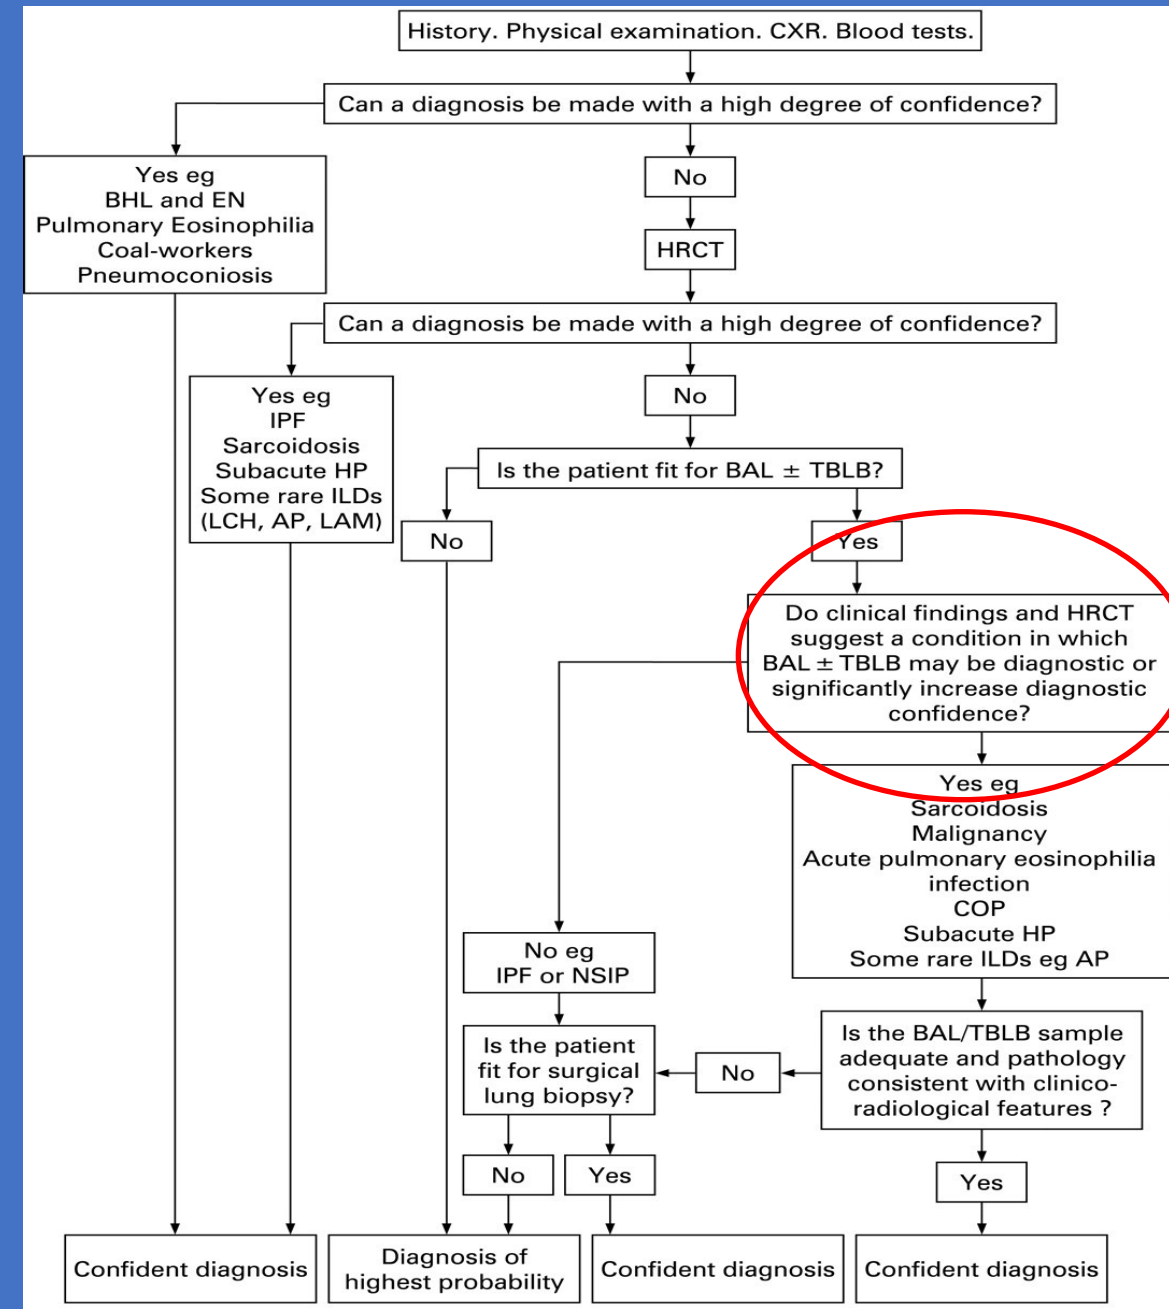 History. Physical examination. CXR. Blood tests.
Can a diagnosis be made with a high degree of confidence?
Yes eg
BHL and EN
Pulmonary Eosinophilia
Coal-workers
Pneumoconiosis
No
HRCT
Can a diagnosis be made with a high degree of confidence?
Yes eg
IPF
Sarcoidosis
Subacute HP
Some rare ILDs
(LCH, AP, LAM)
No
Is the patient fit for BAL ± TBLB?
No
Yes
Do clinical findings and HRCT
suggest a condition in which
BAL ± TBLB may be diagnostic or
significantly increase diagnostic
confidence?
Yes eg
Sarcoidosis
Malignancy
Acute pulmonary eosinophilia
infection
COP
Subacute HP
Some rare ILDs eg AP
No eg
IPF or NSIP
Is the patient
fit for surgical
lung biopsy?
No
Is the BAL/TBLB sample
adequate and pathology
consistent with clinico-
radiological features ?
No
Yes
Yes
Confident diagnosis
Diagnosis of
highest probability
Confident diagnosis
Confident diagnosis